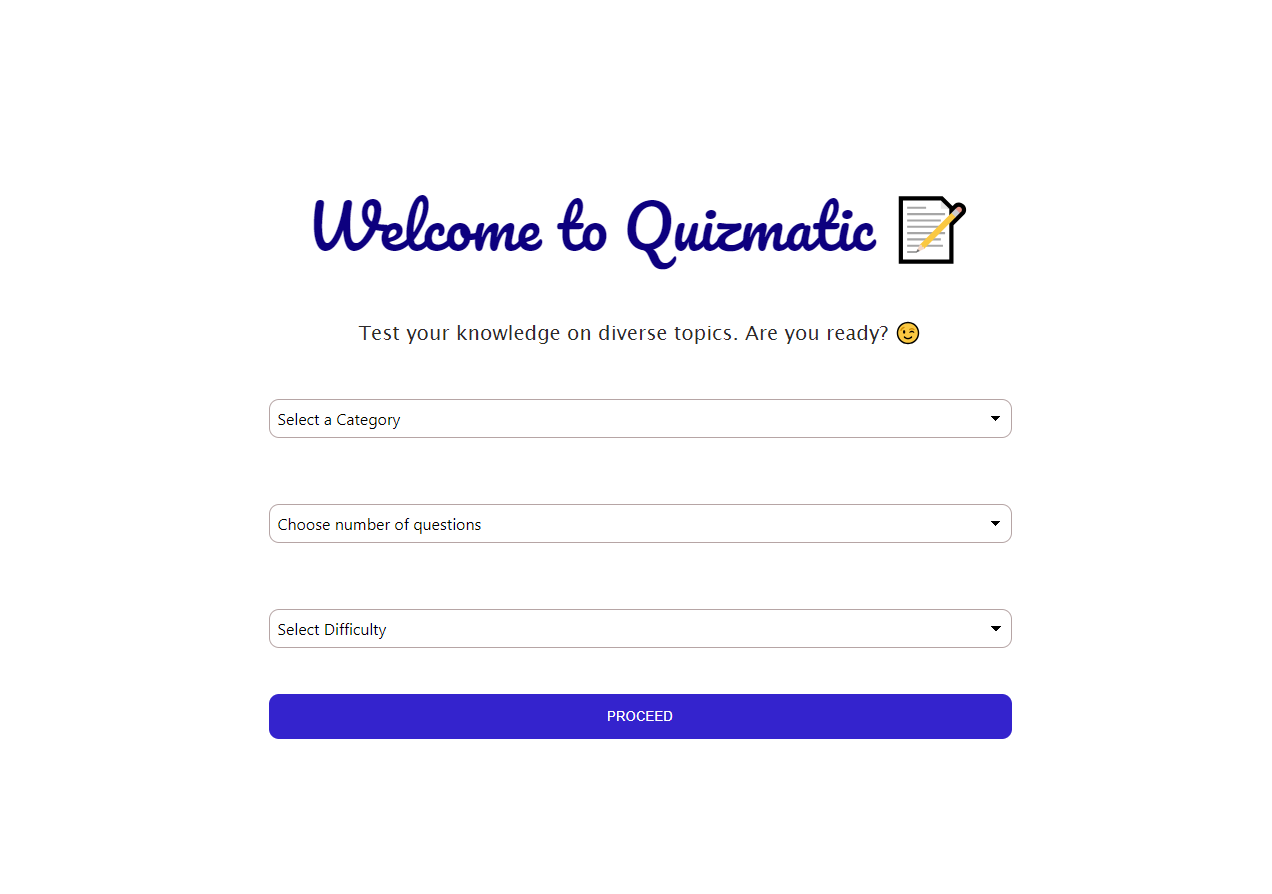 Welcome to Quizmatic 📝
Test your knowledge on diverse topics. Are you ready? 😉
Select a Category
Choose number of questions
Select Difficulty
PROCEED